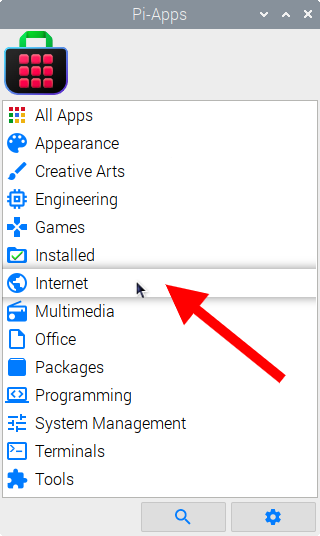 Pi-Apps
All Apps
Appearance
Creative Arts
Engineering
Games
Installed
Internet
Multimedia
Office
Packages
Programming
System Management
Terminals
Tools